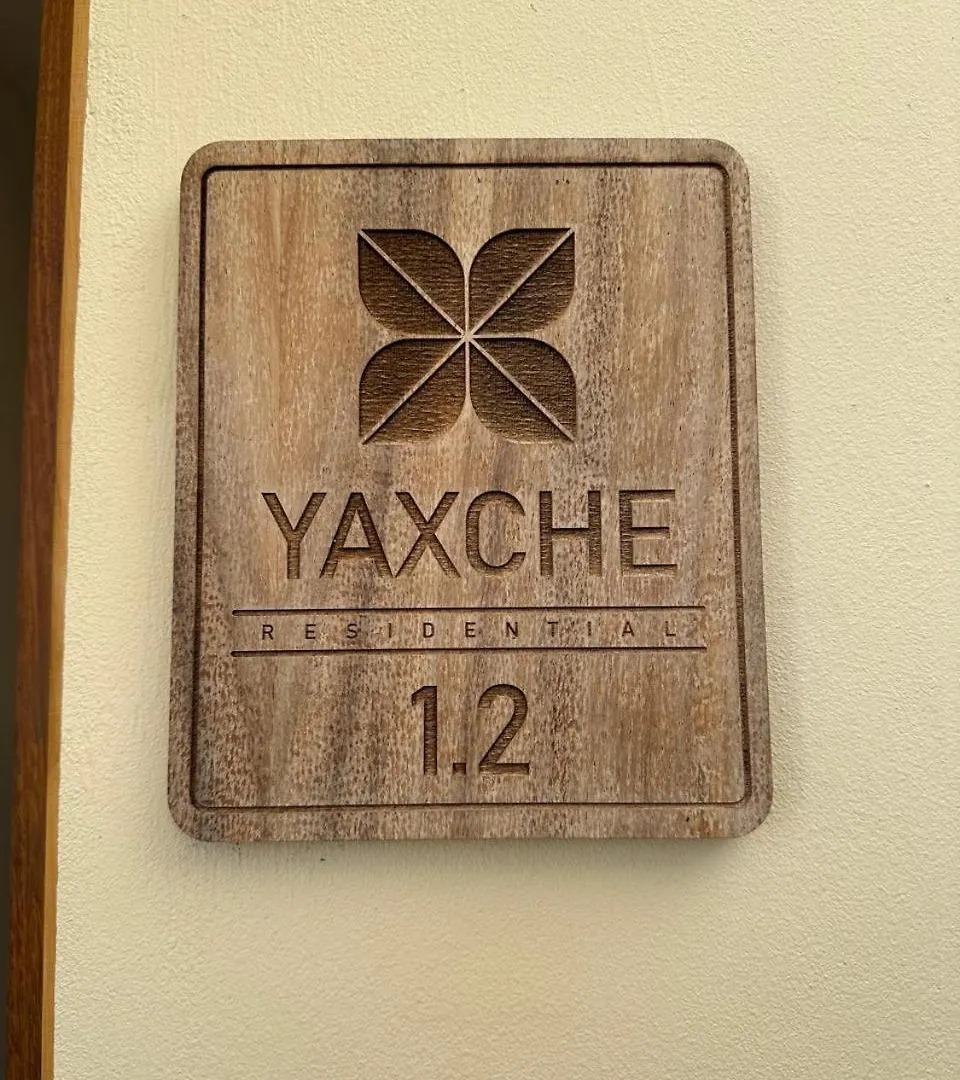 YAXCHE
RESIDENTIAL
1.2